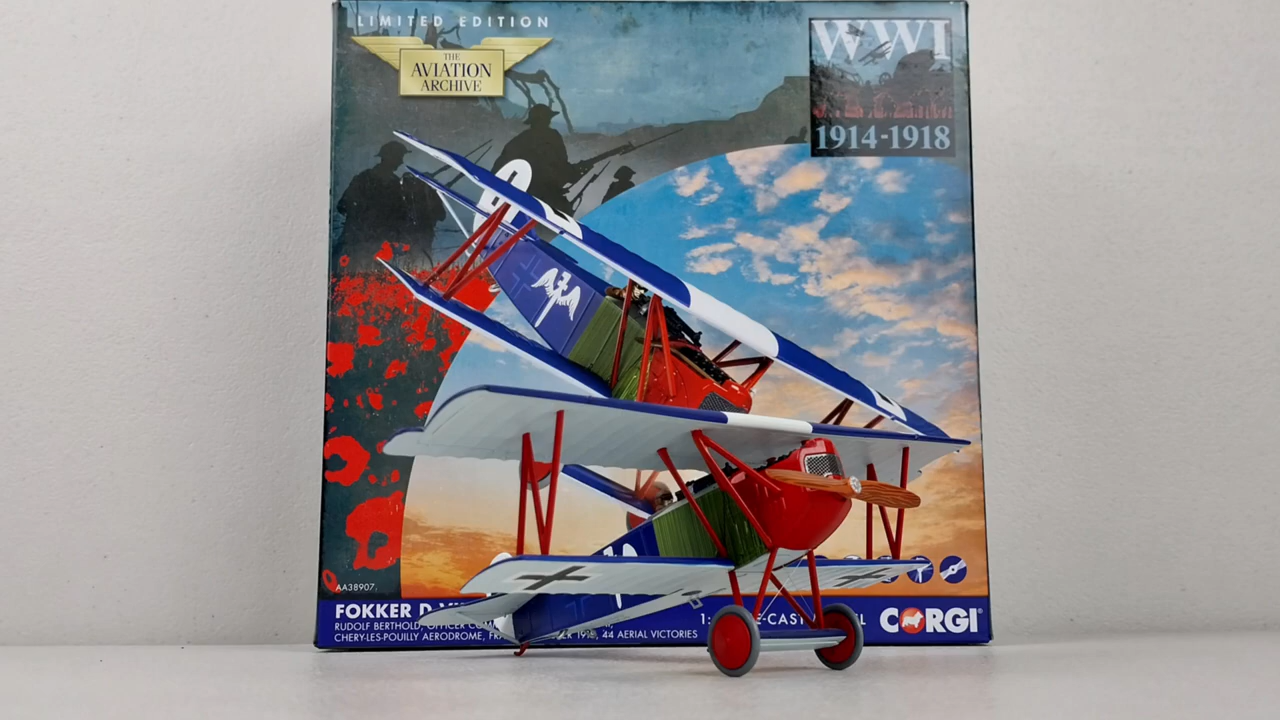 LIMITED EDITION
THE
AVIATION
ARCHIVE
WWI
1914-1918
AA38907
FOKKER
CORGI
RUDOLF BERTHOLD, OFFICER
CHERY-LES-POUILLY AERODROME, 44 AERIAL VICTORIES